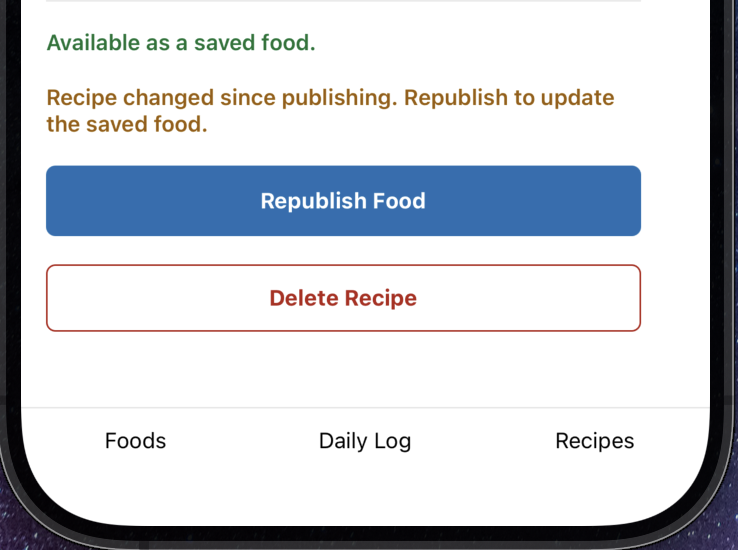 Available as a saved food.
Recipe changed since publishing. Republish to update
the saved food.
Republish Food
Delete Recipe
Foods
Daily Log
Recipes